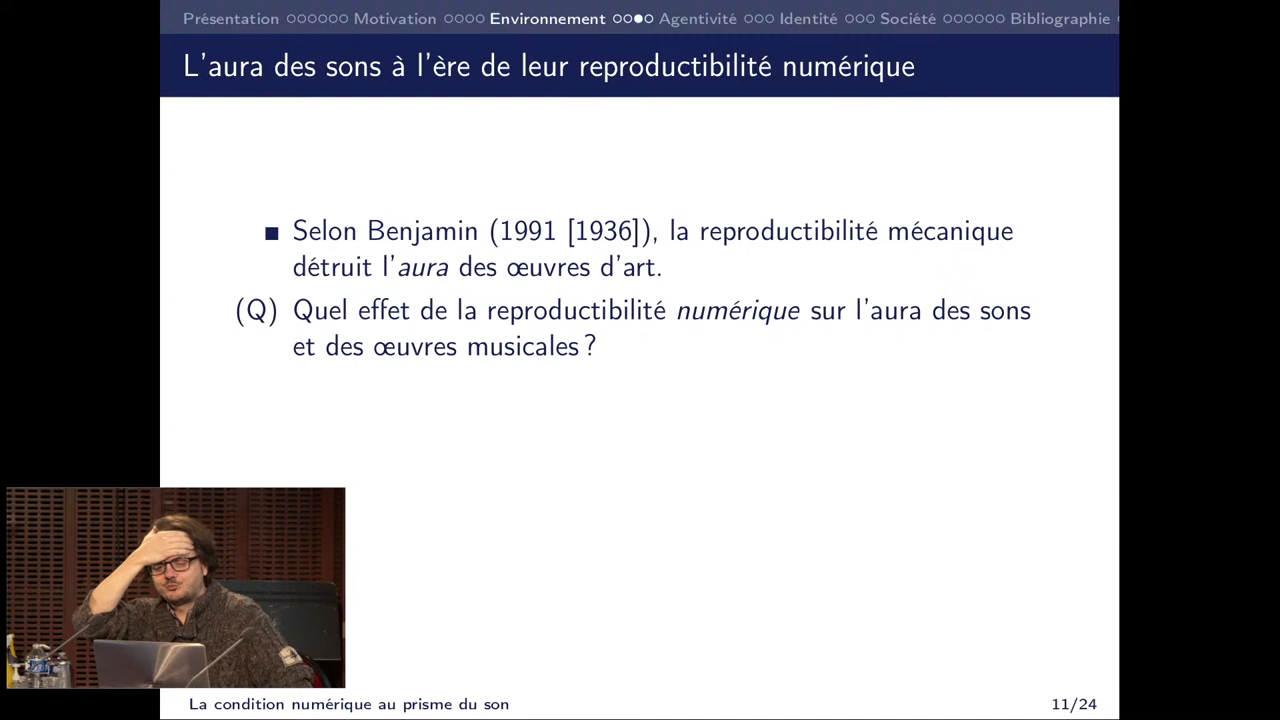 Présentation Motivation Environnement Agentivité Identité Société Bibliographie
L'aura des sons à l'ère de leur reproductibilité numérique
Selon Benjamin (1991 [1936]), la reproductibilité mécanique
détruit l'aura des œuvres d'art.
(Q) Quel effet de la reproductibilité numérique sur l'aura des sons
et des œuvres musicales ?
La condition numérique au prisme du son 11/24